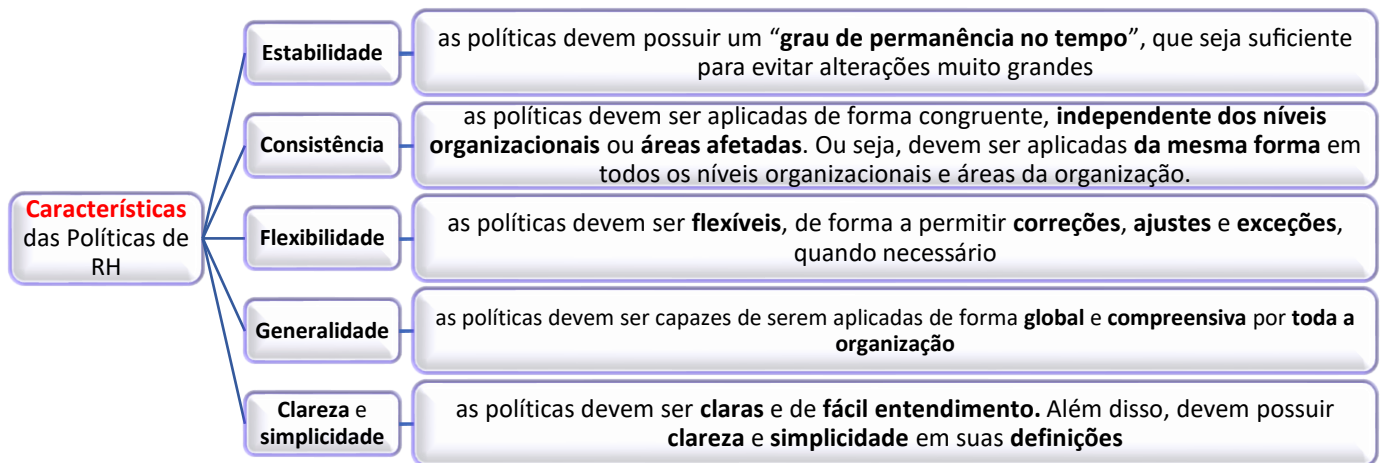 Características
das Políticas de
RH
Estabilidade
as políticas devem possuir um “grau de permanência no tempo”, que seja suficiente
para evitar alterações muito grandes
Consistência
as políticas devem ser aplicadas de forma congruente, independente dos níveis
organizacionais ou áreas afetadas. Ou seja, devem ser aplicadas da mesma forma em
todos os níveis organizacionais e áreas da organização.
Flexibilidade
as políticas devem ser flexíveis, de forma a permitir correções, ajustes e exceções,
quando necessário
Generalidade
as políticas devem ser capazes de serem aplicadas de forma global e compreensiva por toda a
organização
Clareza e
simplicidade
as políticas devem ser claras e de fácil entendimento. Além disso, devem possuir
clareza e simplicidade em suas definições